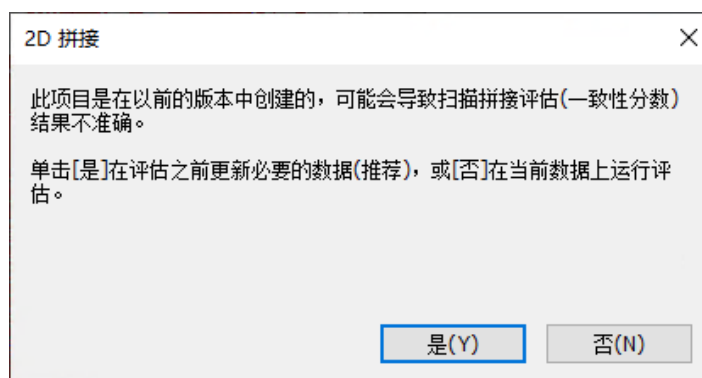 2D 拼接
此项目是在以前的版本中创建的，可能会导致扫描拼接评估(一致性分数)
结果不准确。
单击[是]在评估之前更新必要的数据(推荐)，或[否]在当前数据上运行评
估。
是(Y)
否(N)